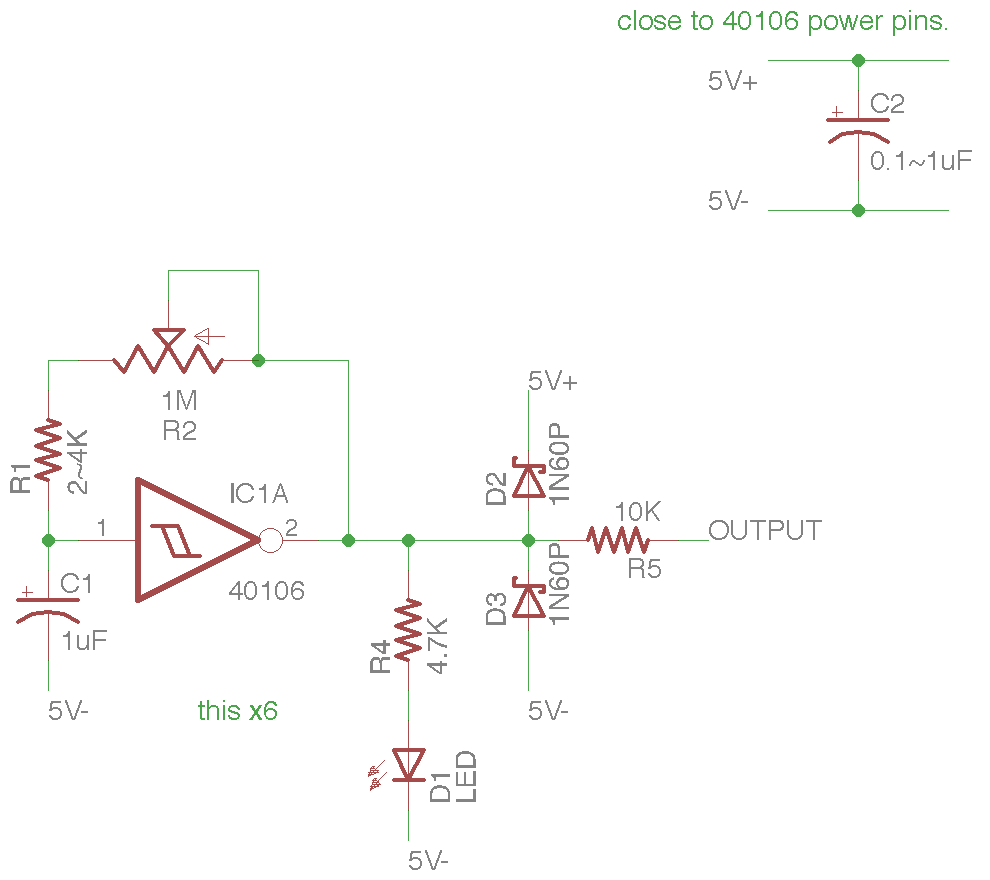 close to 40106 power pins.
5V+
C2
0.1~1uF
5V-
1M
R2
R1
2~4K
1
IC1A
2
40106
C1
1uF
5V-
this x6
R4
4.7K
D1
LED
5V-
5V+
D2
1N60P
D3
1N60P
5V-
10K
R5
OUTPUT